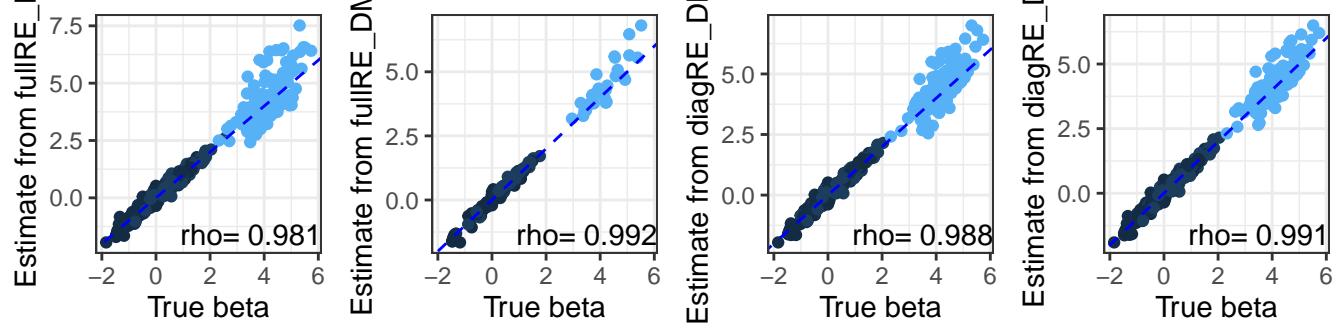 Estimate from fullRE_
7.5
5.0
2.5
0.0
rho= 0.981
−2 0 2 4 6
True beta
Estimate from fullRE_DM
5.0
2.5
0.0
rho= 0.992
−2 0 2 4 6
True beta
Estimate from diagRE_
5.0
2.5
0.0
rho= 0.988
−2 0 2 4 6
True beta
Estimate from diagRE_D
5.0
2.5
0.0
rho= 0.991
−2 0 2 4 6
True beta